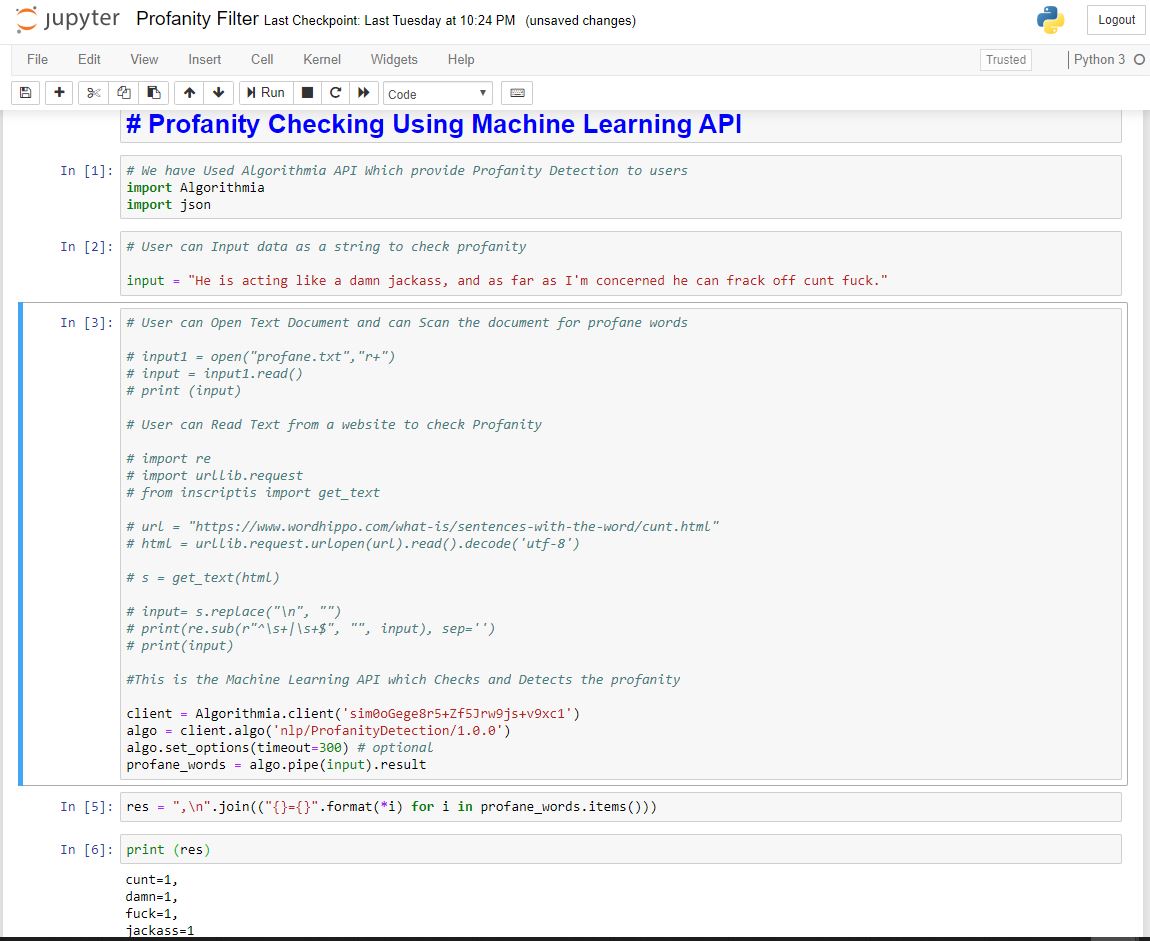 jupyter Profanity Filter Last Checkpoint: Last Tuesday at 10:24 PM (unsaved changes) Logout
File Edit View Insert Cell Kernel Widgets Help Trusted Python 3
Run Code
# Profanity Checking Using Machine Learning API
In [1]: # We have Used Algorithmia API Which provide Profanity Detection to users
import Algorithmia
import json
In [2]: # User can Input data as a string to check profanity
input = "He is acting like a damn jackass, and as far as I'm concerned he can frack off cunt fuck."
In [3]: # User can Open Text Document and can Scan the document for profane words
# input1 = open("profane.txt","r+")
# input = input1.read()
# print (input)
# User can Read Text from a website to check Profanity
# import re
# import urllib.request
# from inscriptis import get_text
# url = "https://www.wordhippo.com/what-is/sentences-with-the-word/cunt.html"
# html = urllib.request.urlopen(url).read().decode('utf-8')
# s = get_text(html)
# input= s.replace("\n", "")
# print(re.sub(r"^\s+|\s+$", "", input), sep='')
# print(input)
#This is the Machine Learning API which Checks and Detects the profanity
client = Algorithmia.client('sim0oGege8r5+Zf5Jrw9js+v9xc1')
algo = client.algo('nlp/ProfanityDetection/1.0.0')
algo.set_options(timeout=300) # optional
profane_words = algo.pipe(input).result
In [5]: res = ",\n".join(("{}={}".format(*i) for i in profane_words.items()))
In [6]: print (res)
cunt=1,
damn=1,
fuck=1,
jackass=1